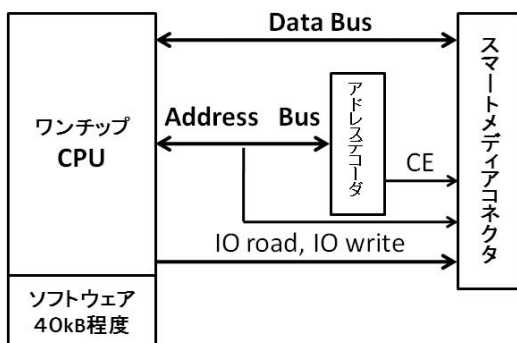 Data Bus
ワンチップ
CPU
Address Bus
アドレスデコーダ
CE
スマートメディアコネクタ
IO road, IO write
ソフトウェア
40kB程度